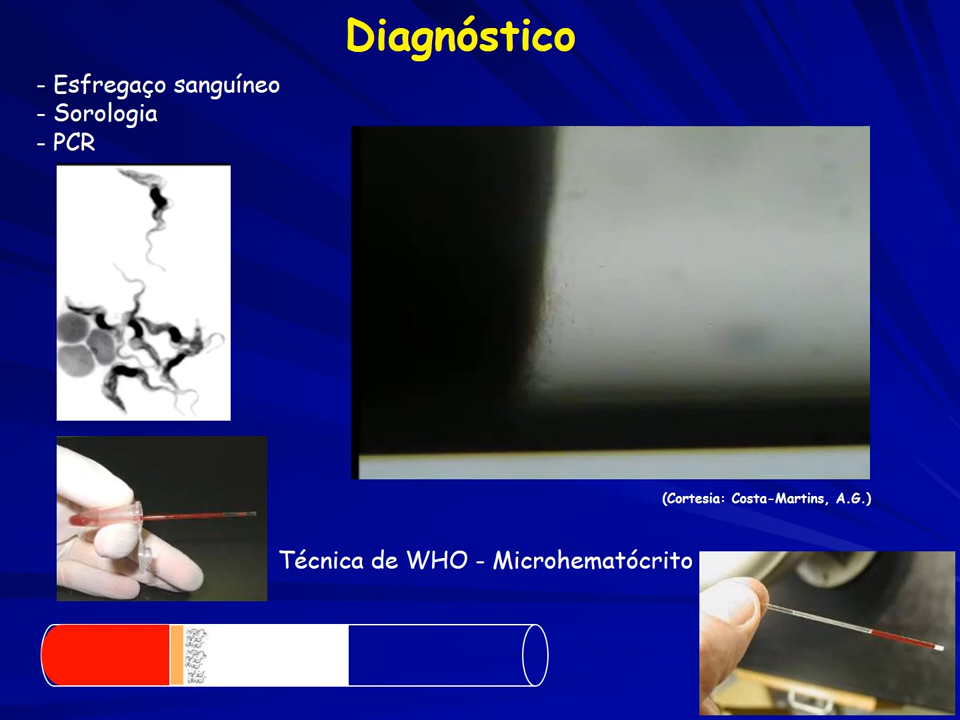 Diagnóstico
- Esfregaço sanguíneo
- Sorologia
- PCR
(Cortesia: Costa-Martins, A.G.)
Técnica de WHO - Microhematócrito